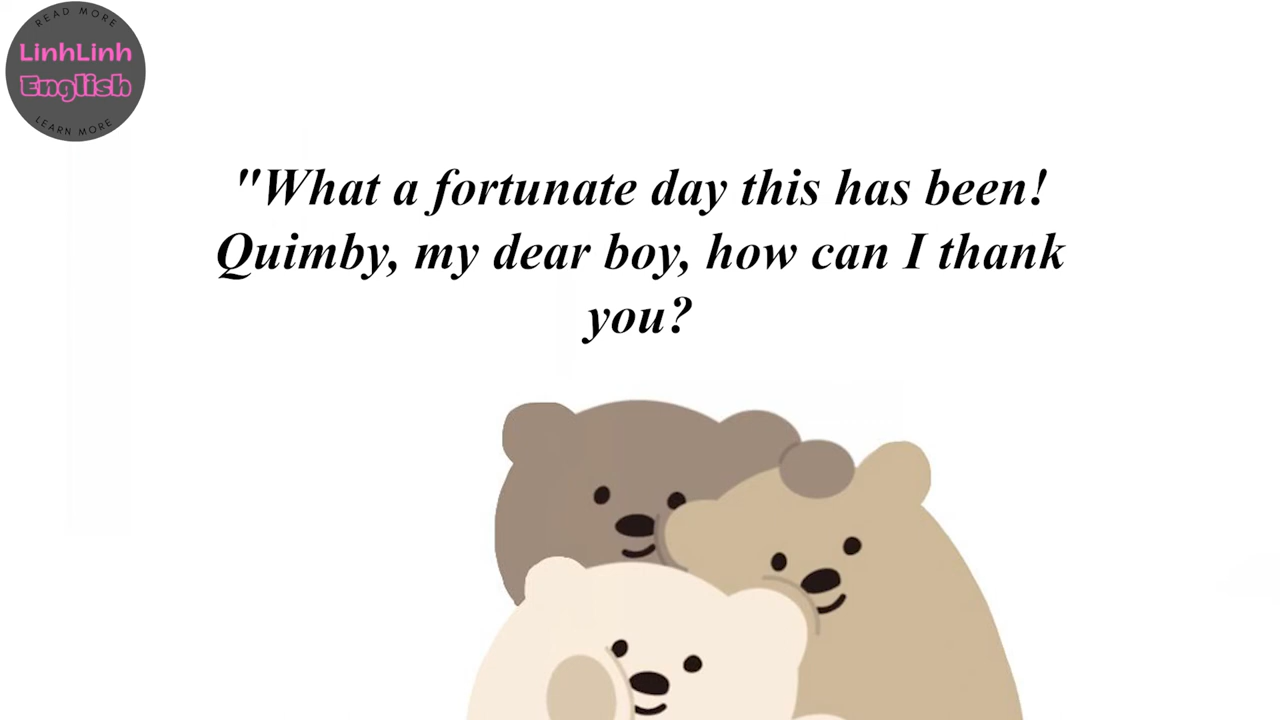 READ MORE
LinhLinh
English
LEARN MORE
"What a fortunate day this has been!
Quimby, my dear boy, how can I thank
you?